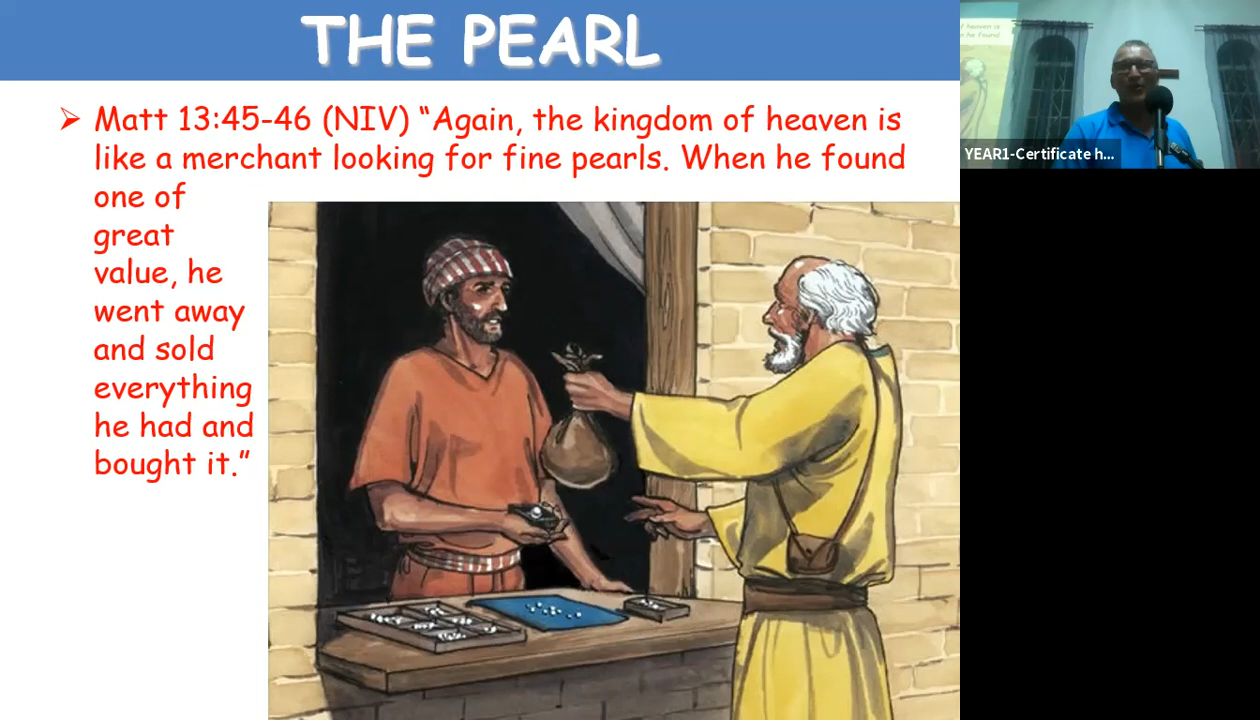 THE PEARL
➢ Matt 13:45-46 (NIV) “Again, the kingdom of heaven is
like a merchant looking for fine pearls. When he found
one of
great
value, he
went away
and sold
everything
he had and
bought it.”
YEAR1-Certificate h...